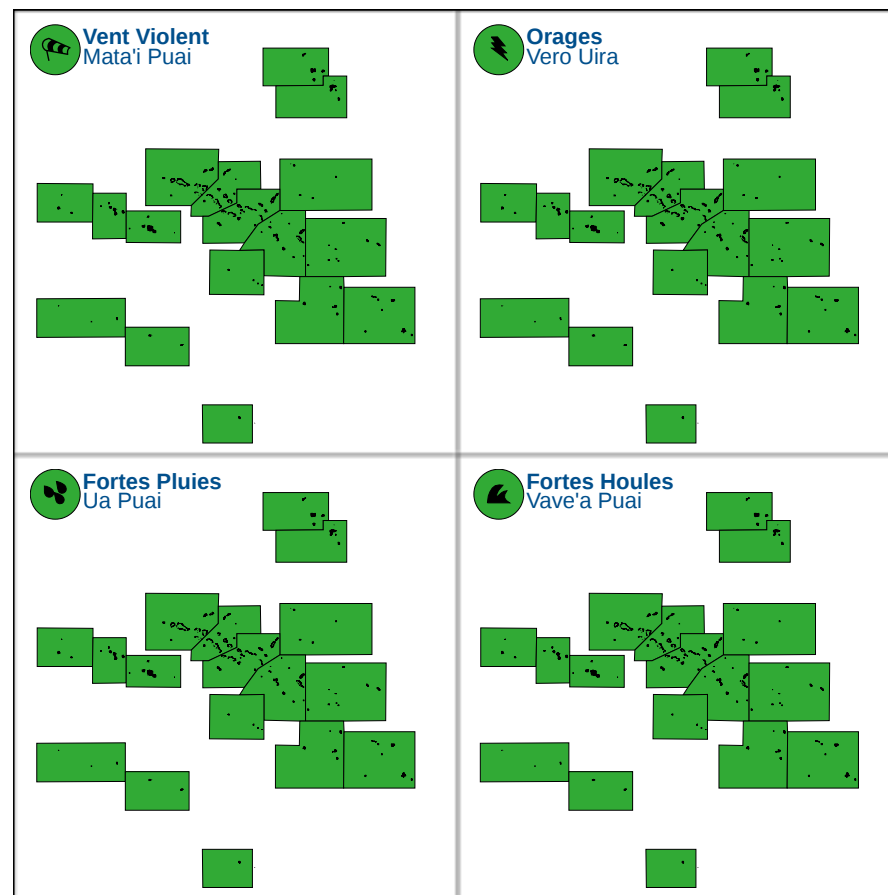 Vent Violent
Mata'i Puai
Orages
Vero Uira
Fortes Pluies
Ua Puai
Fortes Houles
Vave'a Puai